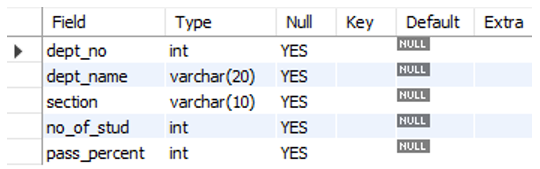 Field Type Null Key Default Extra
dept_no int YES NULL
dept_name varchar(20) YES NULL
section varchar(10) YES NULL
no_of_stud int YES NULL
pass_percent int YES NULL